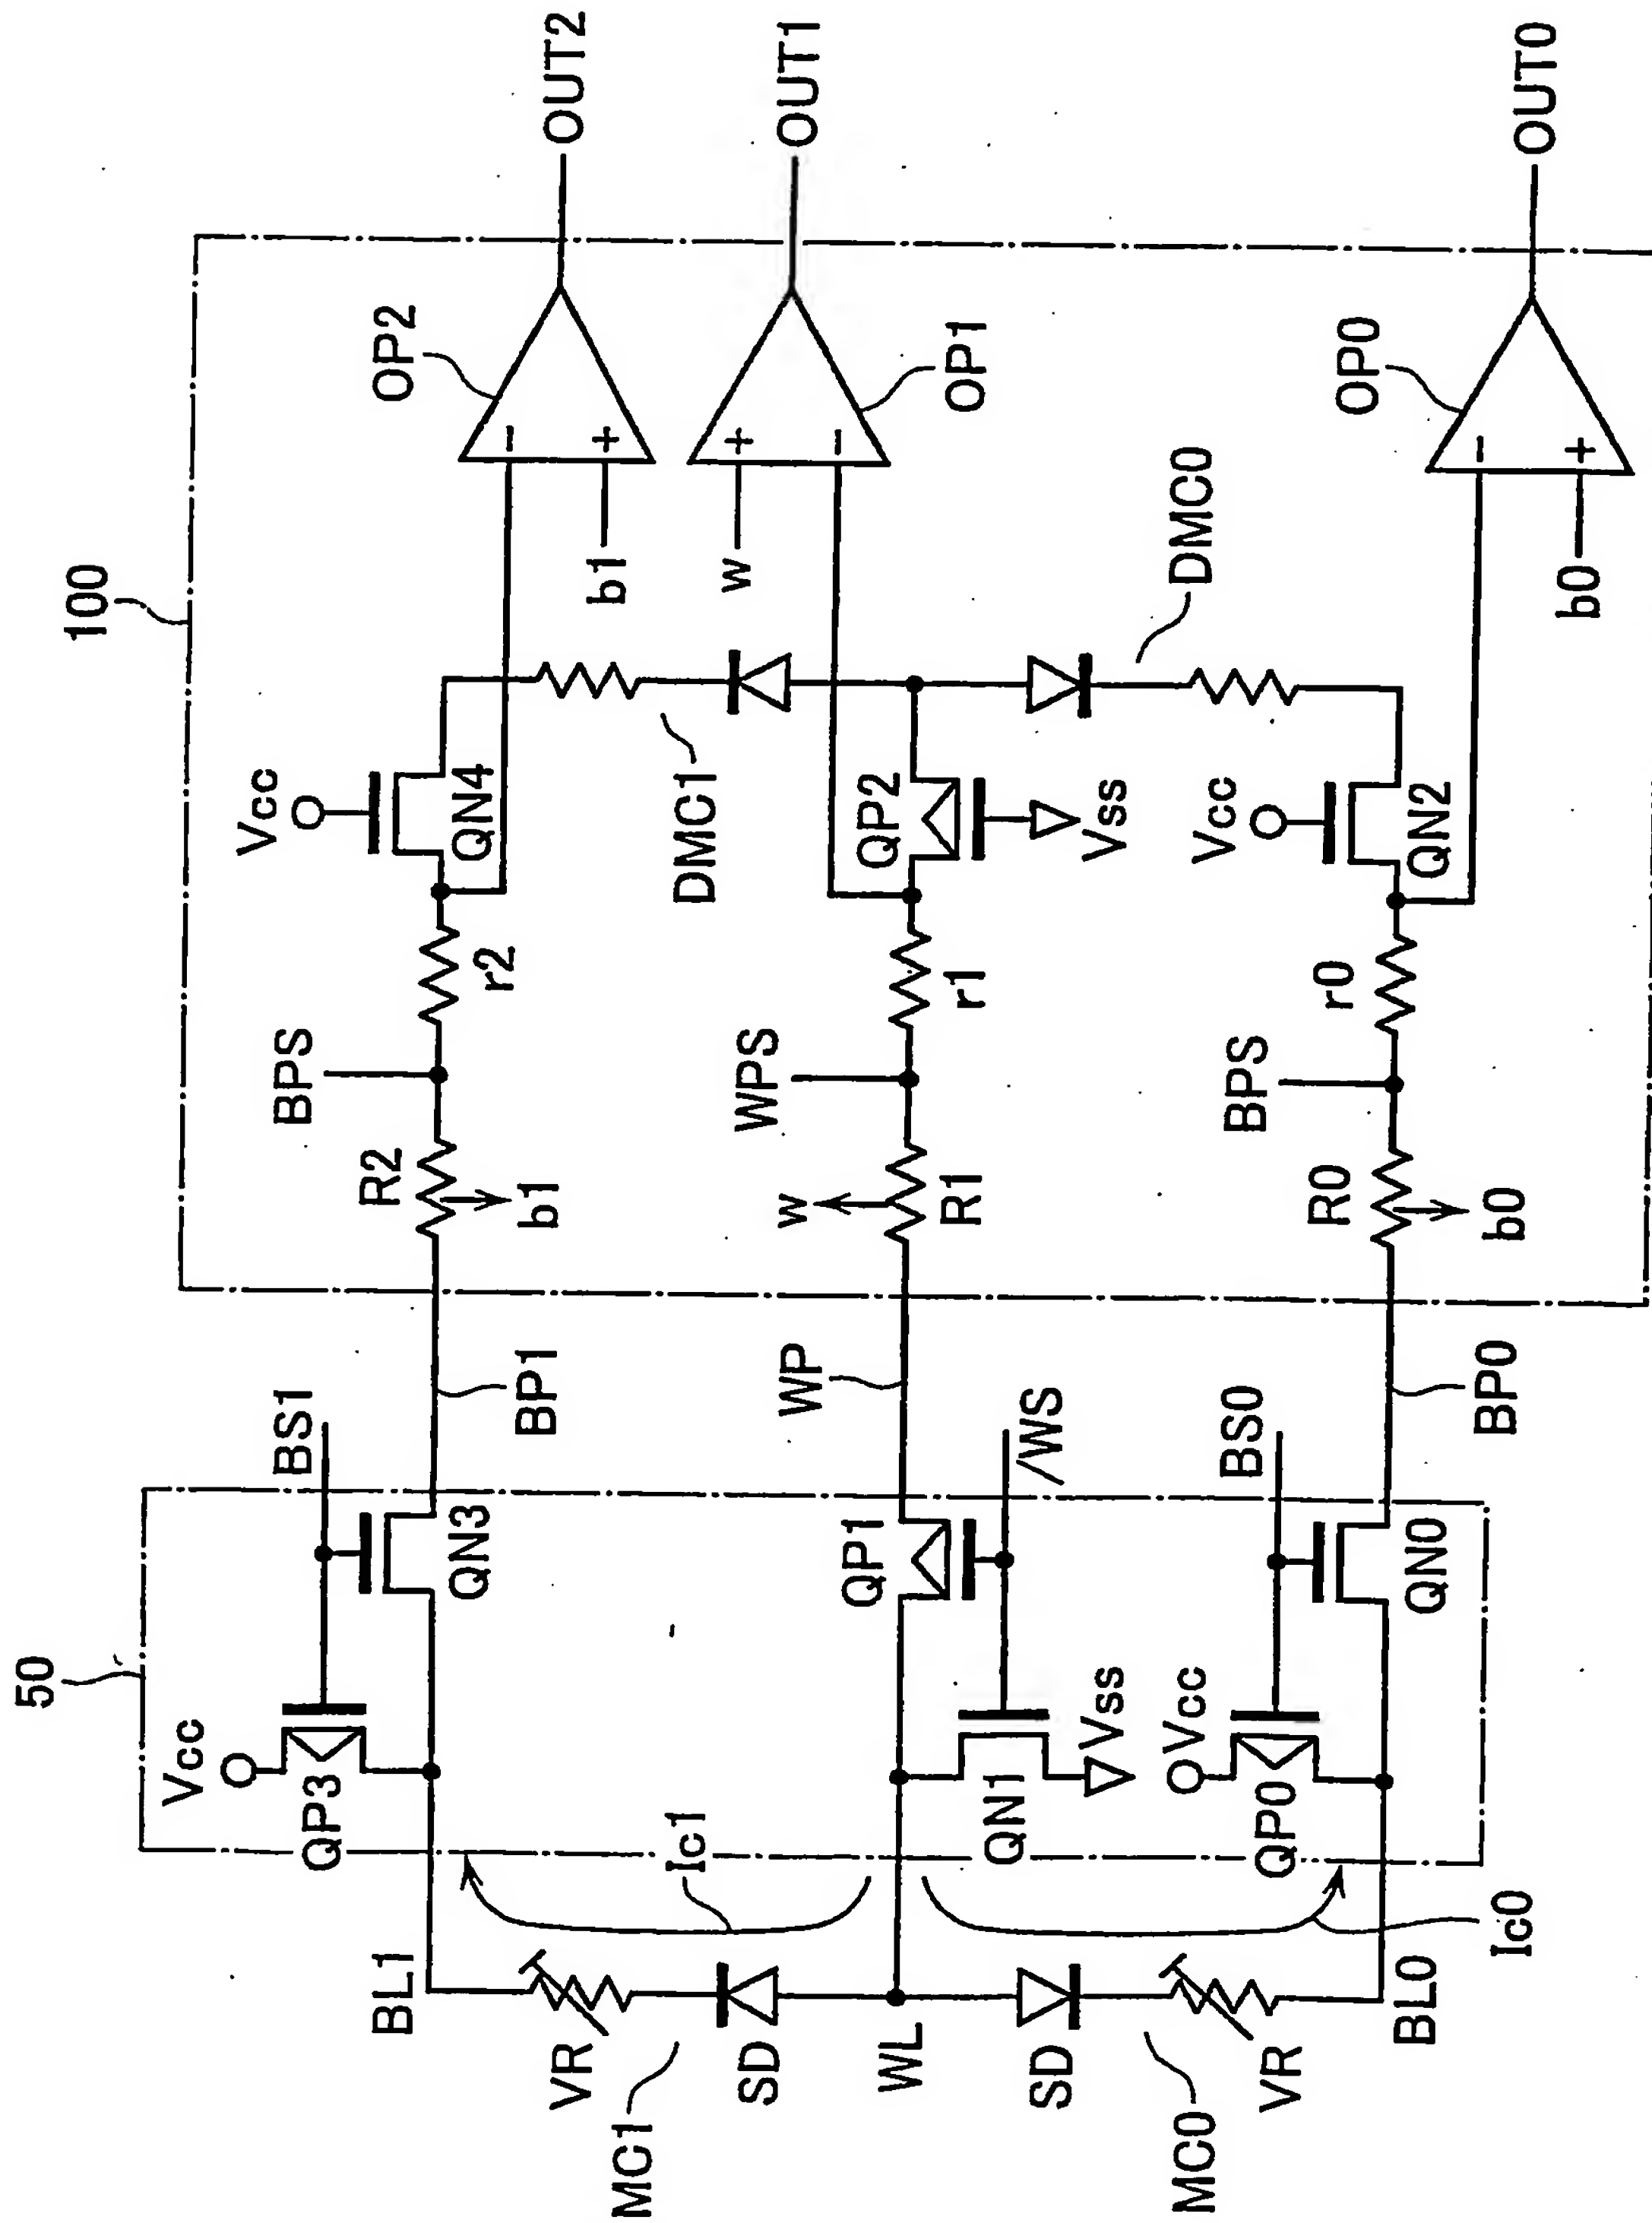 OUT2
OUT1
OUT0
100
OP2
OP1
OP0
-
+
+
-
-
+
b1
w
b0
DMC0
Vcc
QN4
DMC1
QP2
Vss
Vcc
QN2
r2
r1
r0
BPS
WPS
BPS
R2
b1
w
R1
R0
b0
BS1
BP1
WP
/WS
BS0
BP0
50
Vcc
QP3
QN3
QP1
QN1
Vss
Vcc
QP0
QN0
Ic1
Ic0
BL1
VR
MC1
SD
WL
SD
MC0
VR
BL0